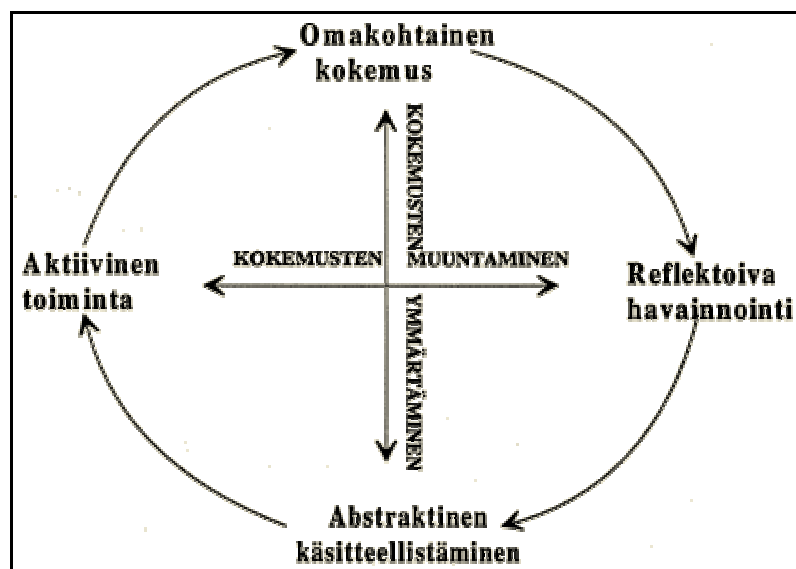 Omakohtainen
kokemus
KOKEMUSTEN
YMMÄRTÄMINEN
KOKEMUSTEN MUUNTAMINEN
Aktiivinen
toiminta
Reflektoiva
havainnointi
Abstraktinen
käsitteellistäminen